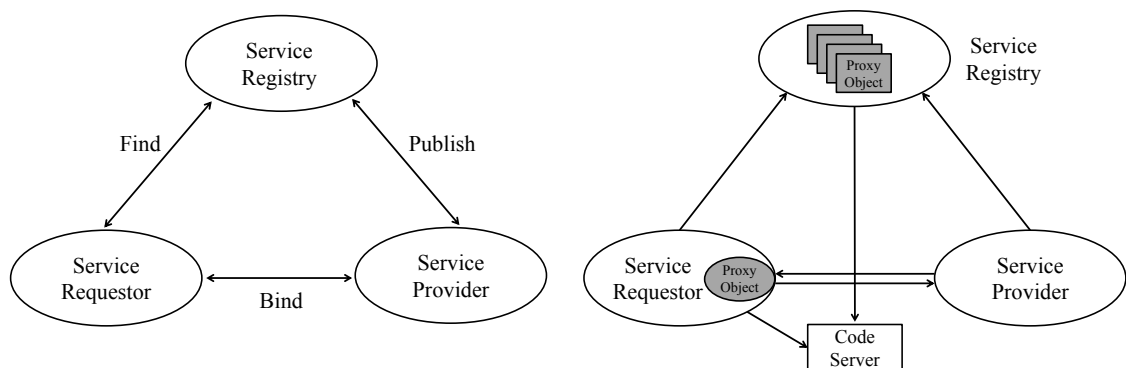 Service
Registry
Find
Publish
Service
Requestor
Bind
Service
Provider
Proxy
Object
Service
Registry
Service
Requestor
Proxy
Object
Service
Provider
Code
Server